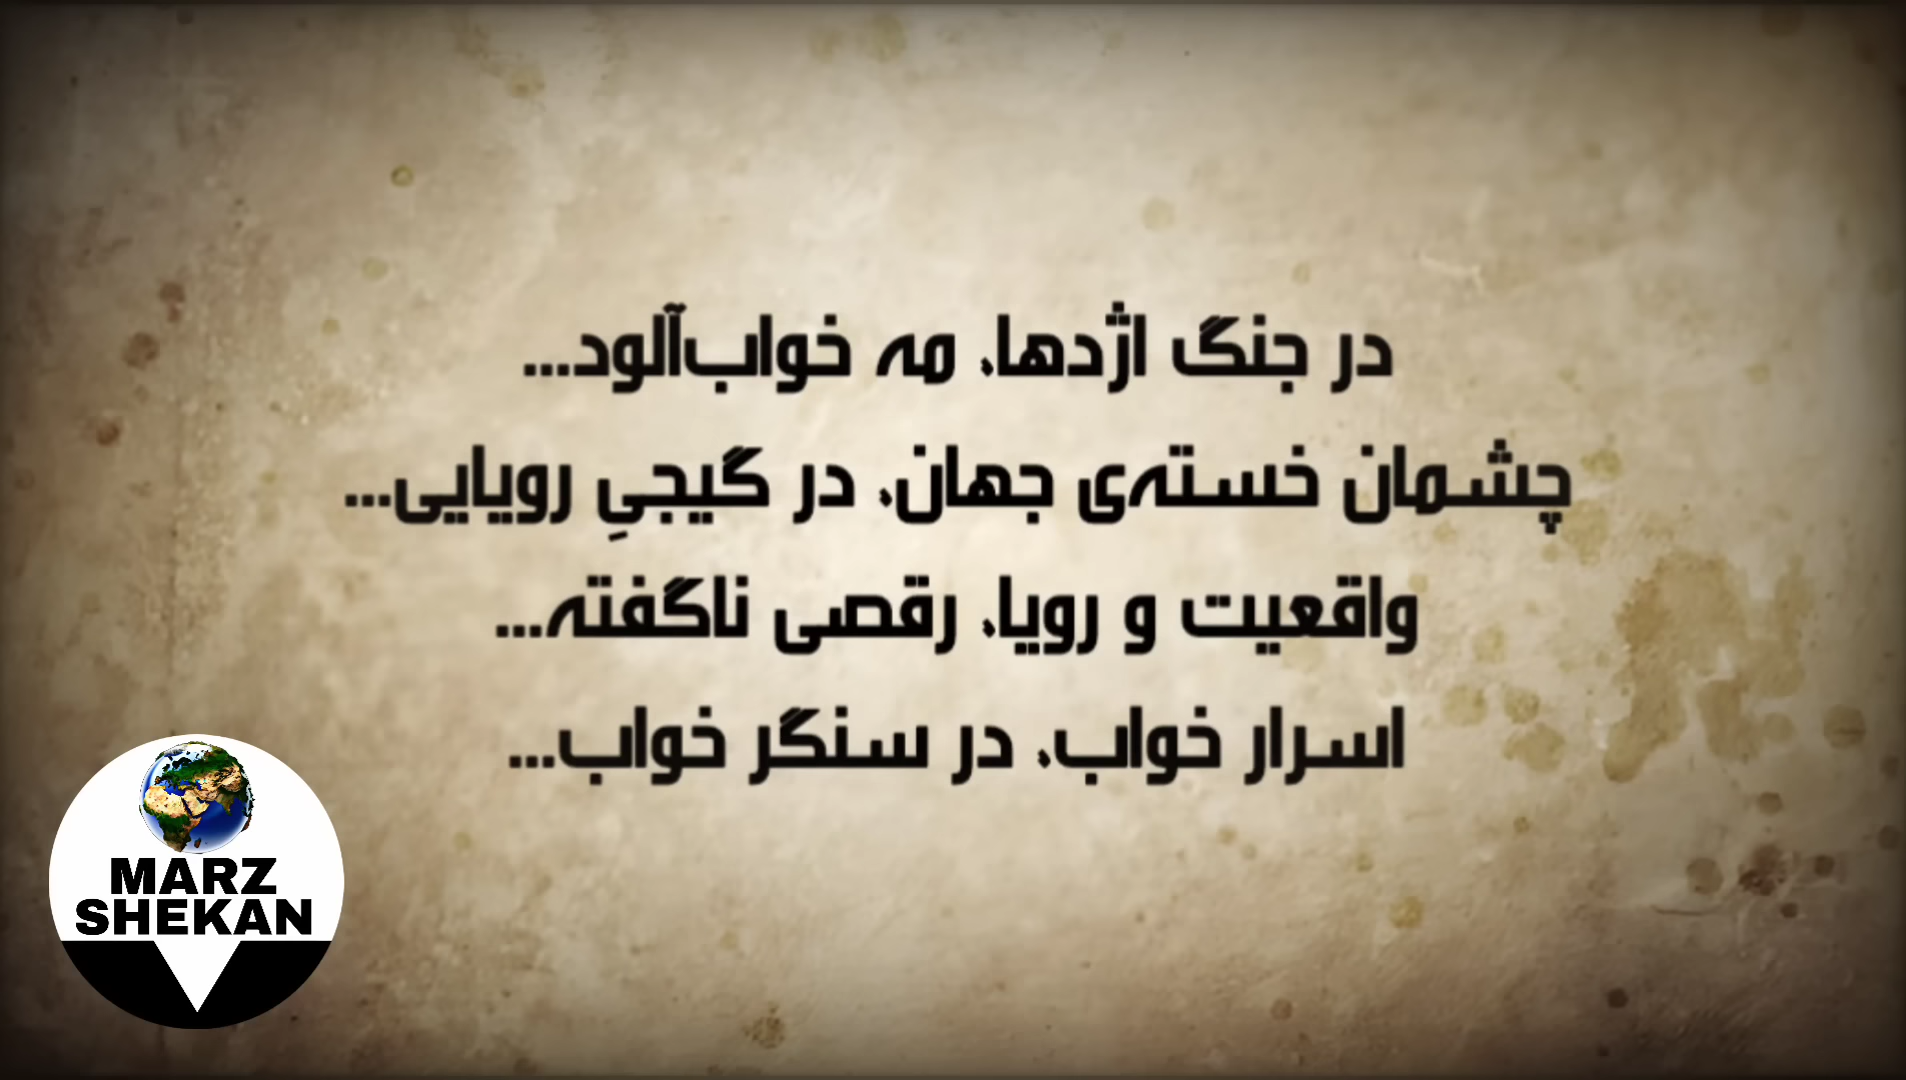 در جنگ اژدها، مه خواب‌آلود...
چشمان خسته‌ی جهان، در گیجیِ رویایی...
واقعیت و رویا، رقصی ناگفته...
اسرار خواب، در سنگر خواب...
MARZ
SHEKAN